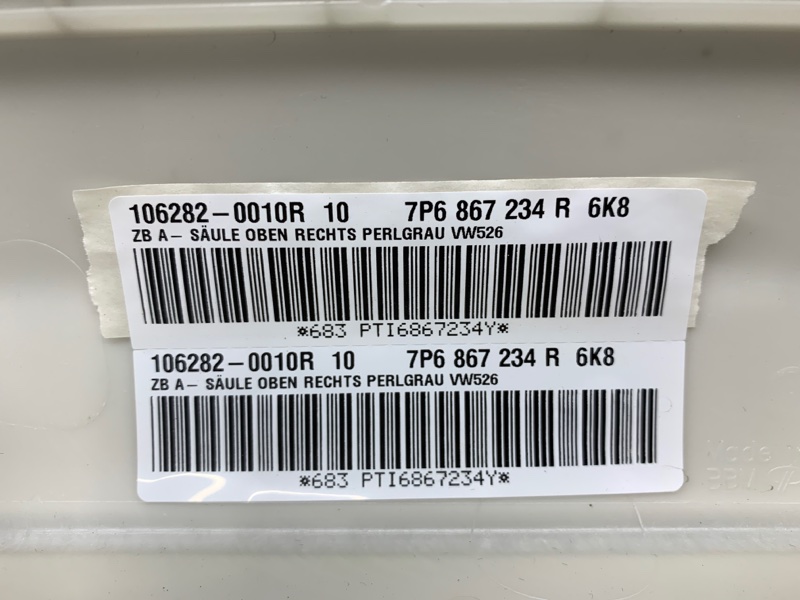 106282-0010R 10 7P6 867 234 R 6K8
ZB A- SÄULE OBEN RECHTS PERLGRAU VW526
*683 PTI6867234Y*
106282-0010R 10 7P6 867 234 R 6K8
ZB A- SÄULE OBEN RECHTS PERLGRAU VW526
*683 PTI6867234Y*
Made